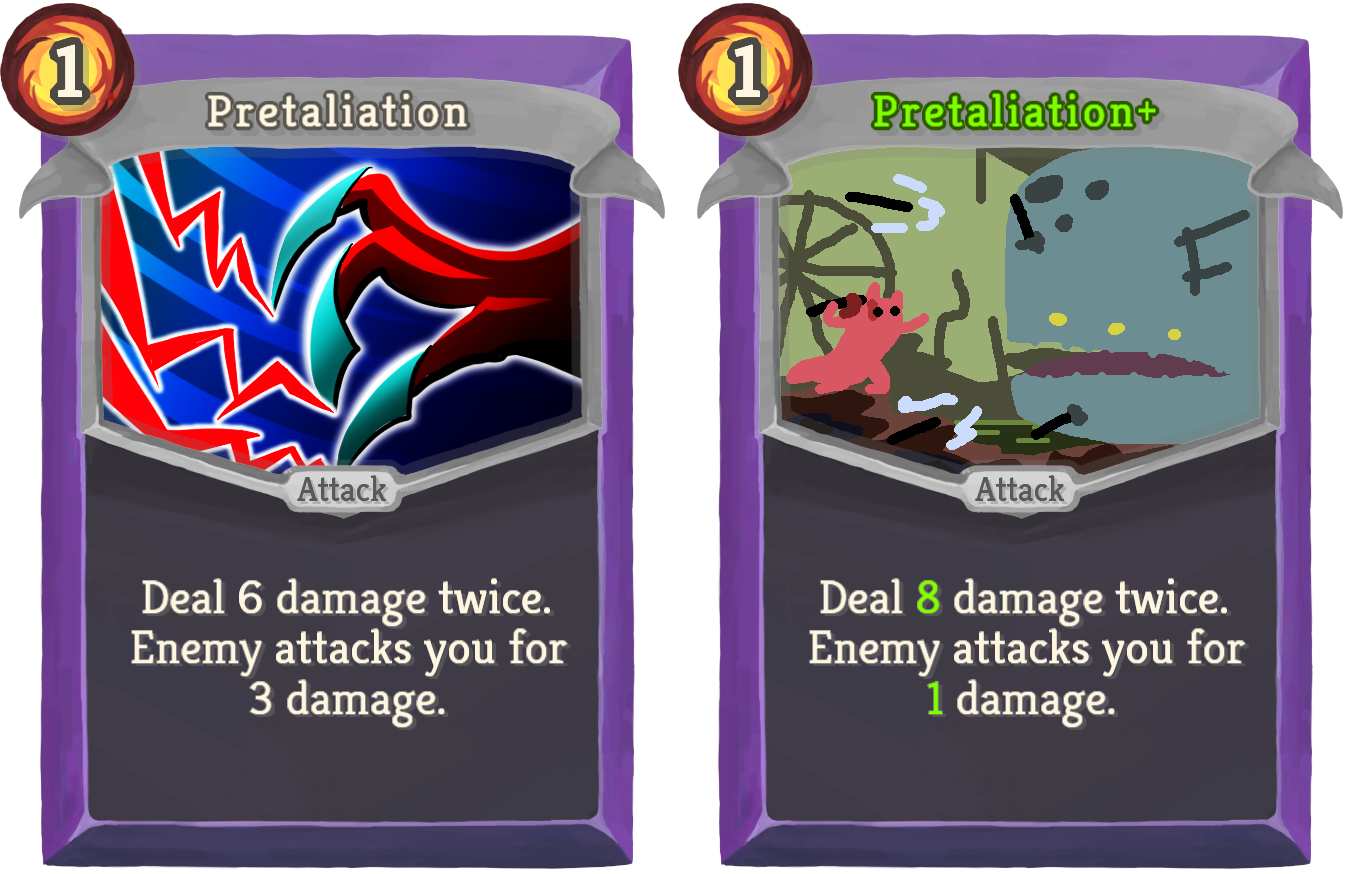 1
Pretaliation
Attack
Deal 6 damage twice.
Enemy attacks you for
3 damage.
1
Pretaliation+
Attack
Deal 8 damage twice.
Enemy attacks you for
1 damage.